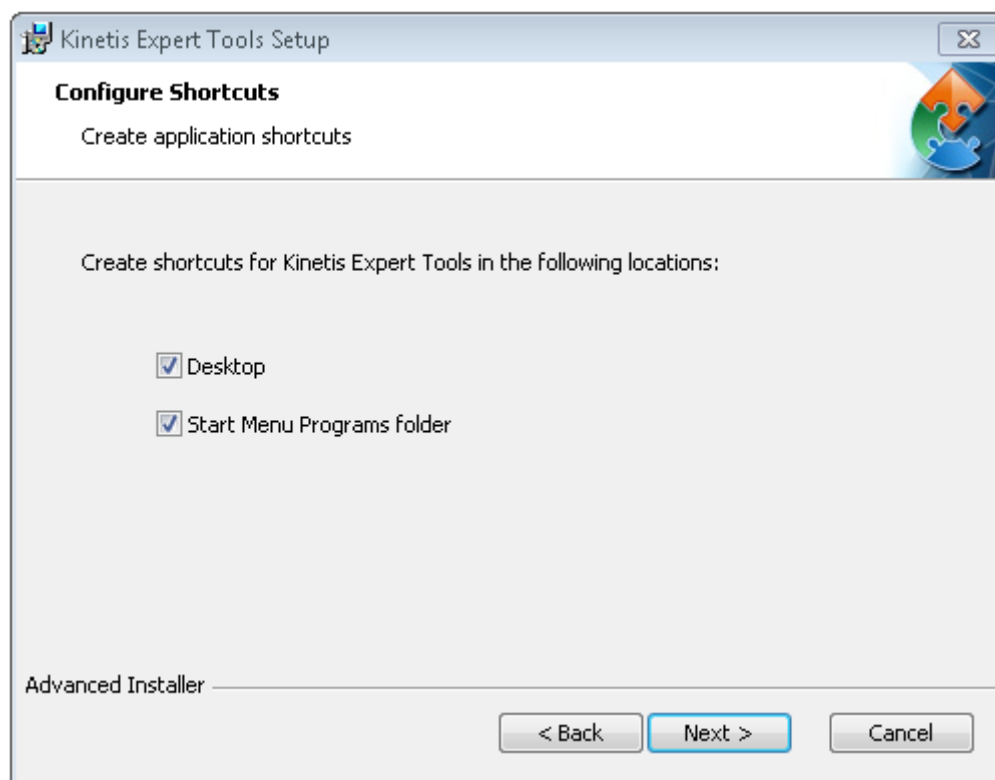 Kinetis Expert Tools Setup
Configure Shortcuts
Create application shortcuts
Create shortcuts for Kinetis Expert Tools in the following locations:
Desktop
Start Menu Programs folder
Advanced Installer
< Back Next > Cancel